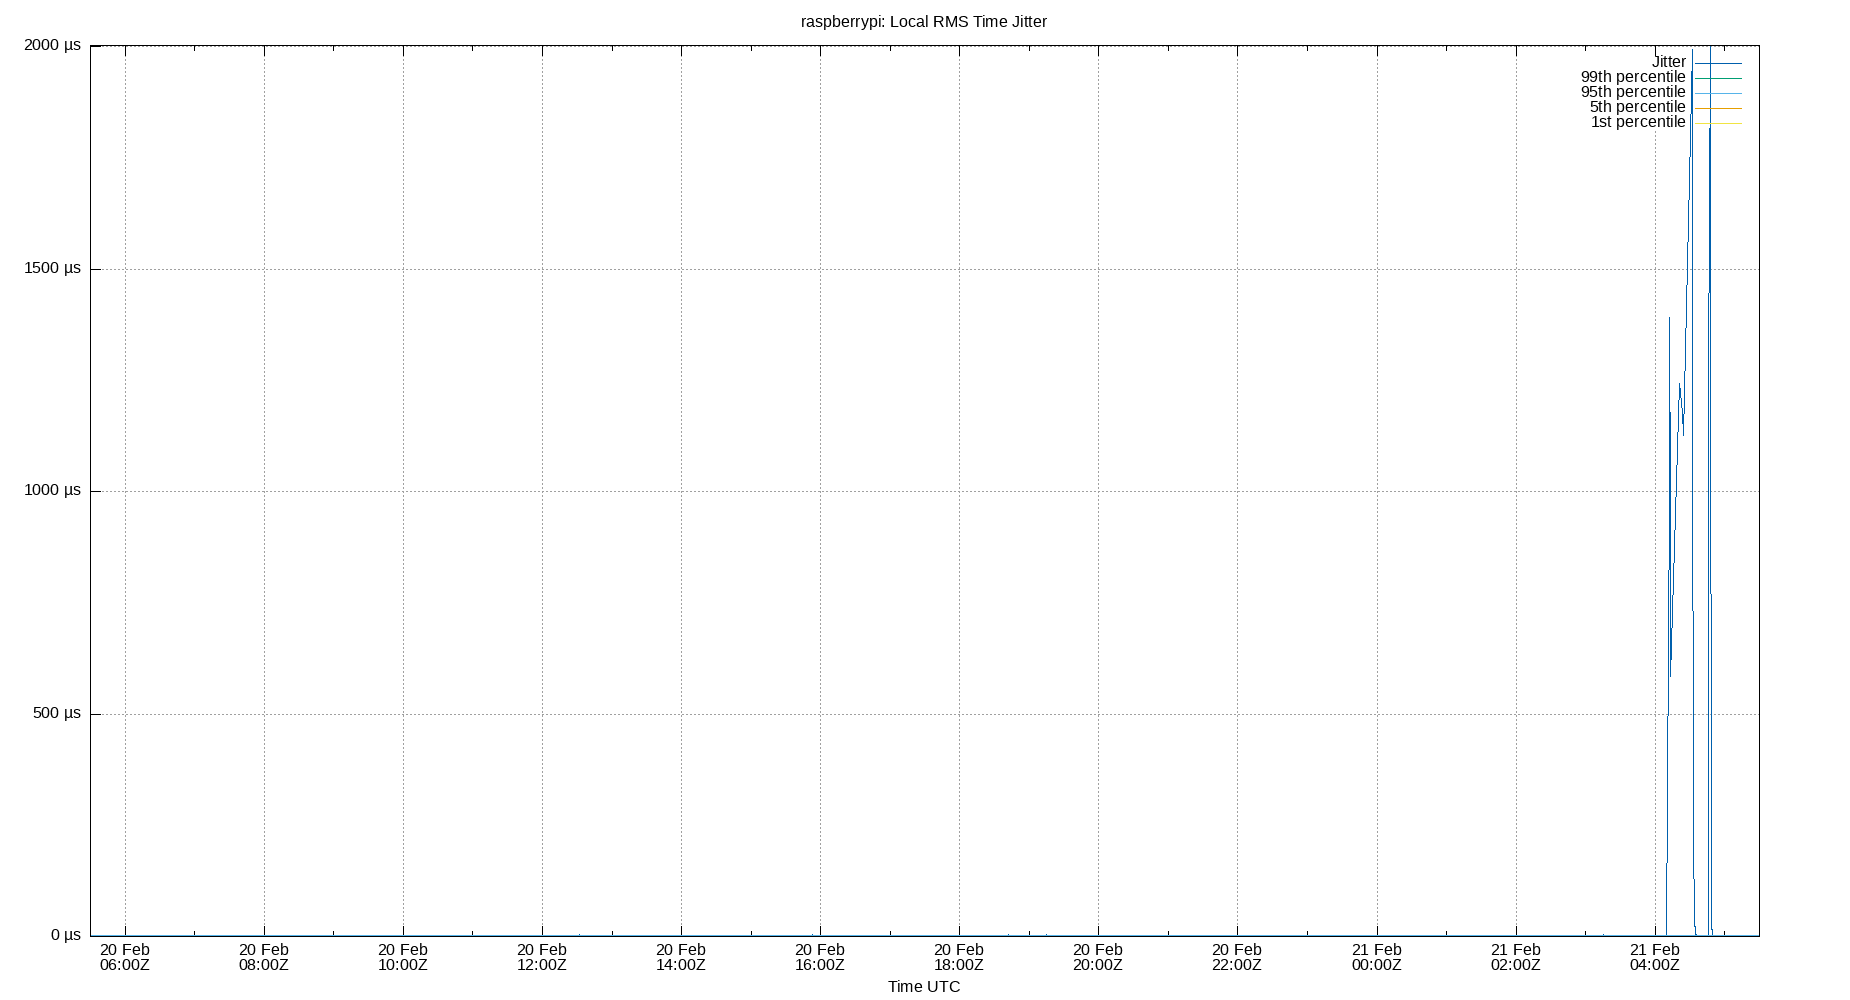 raspberrypi: Local RMS Time Jitter
2000 µs
1500 µs
1000 µs
500 µs
0 µs
Jitter
99th percentile
95th percentile
5th percentile
1st percentile
20 Feb 20 Feb 20 Feb 20 Feb 20 Feb 20 Feb 20 Feb 20 Feb 20 Feb 21 Feb 21 Feb 21 Feb
06:00Z 08:00Z 10:00Z 12:00Z 14:00Z 16:00Z 18:00Z 20:00Z 22:00Z 00:00Z 02:00Z 04:00Z
Time UTC